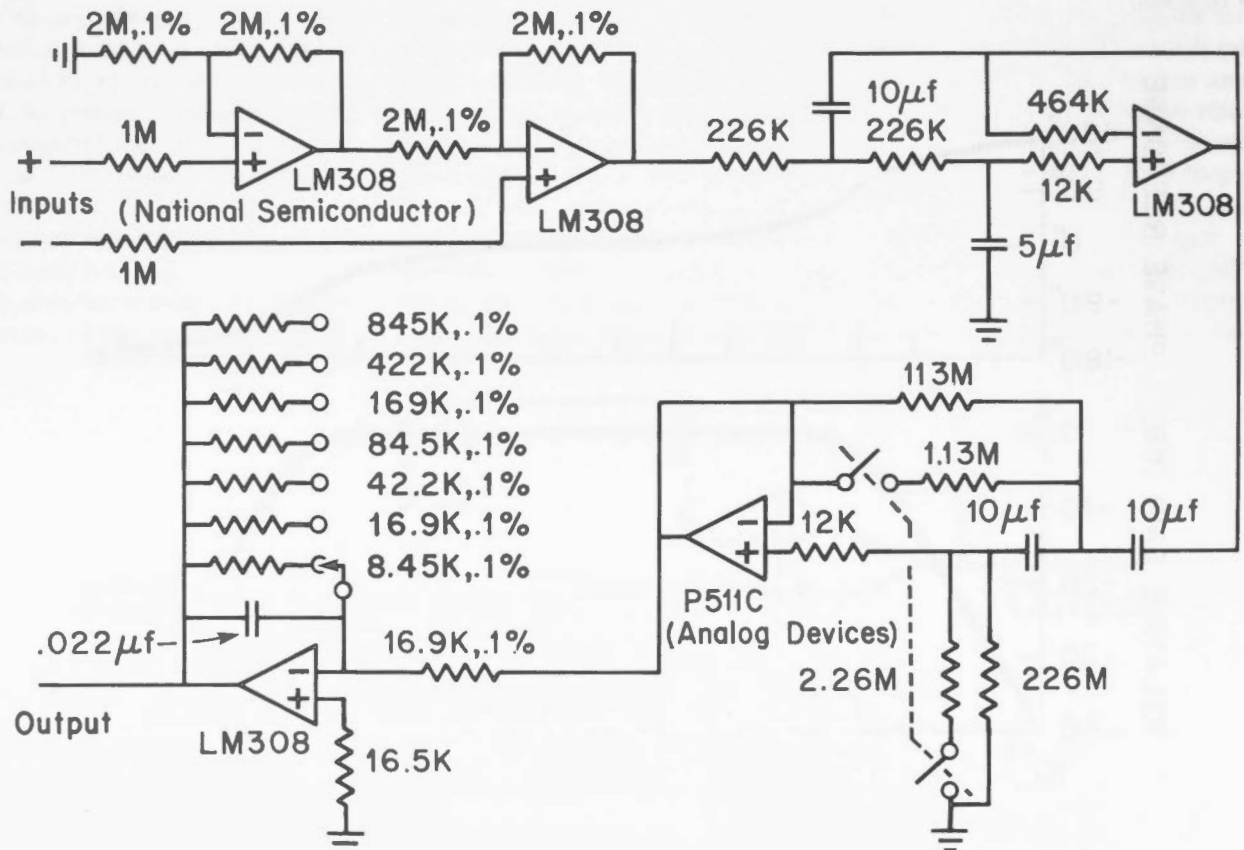 2M,.1%
2M,.1%
2M,.1%
10µf
464K
1M
2M,.1%
226K
226K
+
−
+
LM308
−
+
LM308
−
+
LM308
12K
Inputs
(National Semiconductor)
−
1M
5µf
845K,.1%
422K,.1%
169K,.1%
84.5K,.1%
42.2K,.1%
16.9K,.1%
8.45K,.1%
113M
1.13M
10µf
10µf
−
+
12K
P511C
(Analog Devices)
2.26M
226M
.022µf
16.9K,.1%
−
+
LM308
Output
16.5K